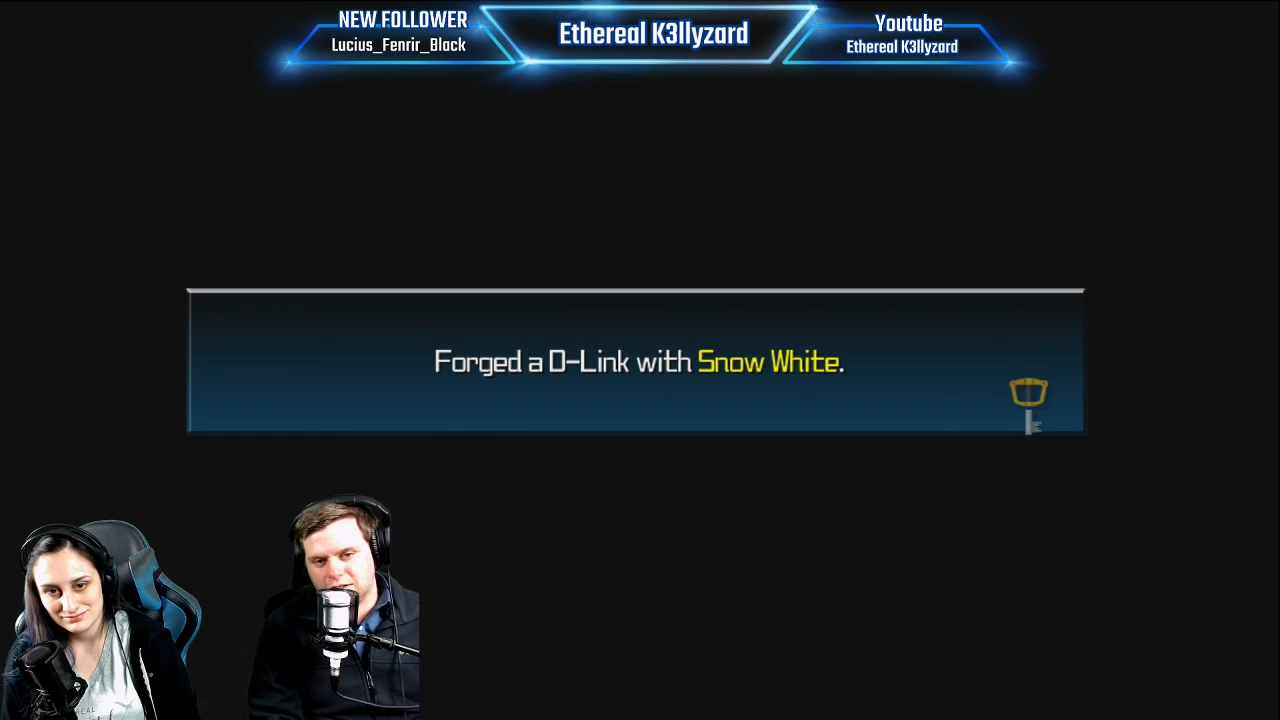 NEW FOLLOWER
Lucius_Fenrir_Black
Ethereal K3llyzard
Youtube
Ethereal K3llyzard
Forged a D-Link with Snow White.